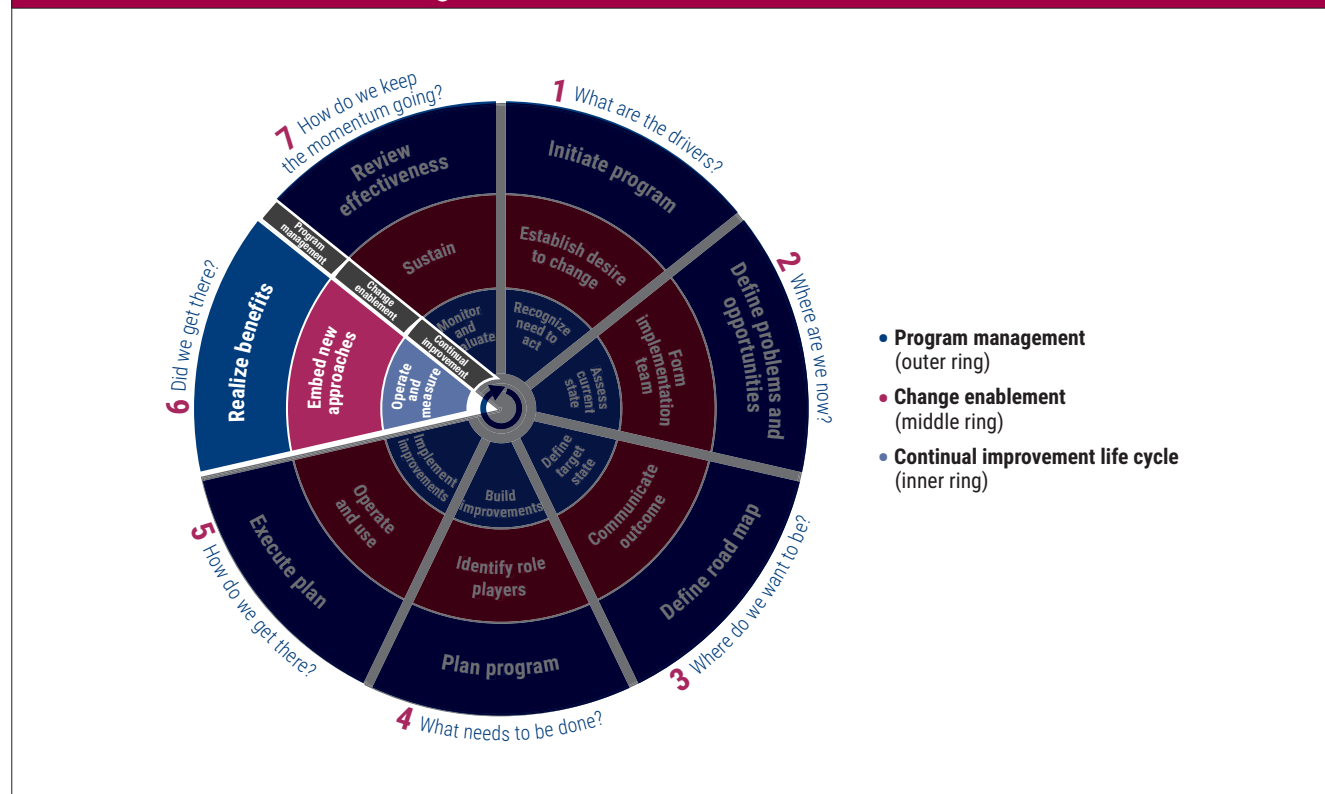 7 How do we keep
the momentum going?
1 What are the drivers?
2 Where are we now?
3 Where do we want to be?
4 What needs to be done?
5 How do we get there?
6 Did we get there?
Review
effectiveness
Initiate program
Define problems and
opportunities
Define road map
Plan program
Execute plan
Realize benefits
Sustain
Establish desire
to change
Form
implementation
team
Communicate
outcome
Identify role
players
Operate
and use
Embed new
approaches
Monitor
and
Recognize
need to
act
Assess
current
state
Define
target
state
Build
improvements
Implement
improvements
Operate
and
measure
Program
management
Change
enablement
Continual
improvement
• Program management
(outer ring)
• Change enablement
(middle ring)
• Continual improvement life cycle
(inner ring)